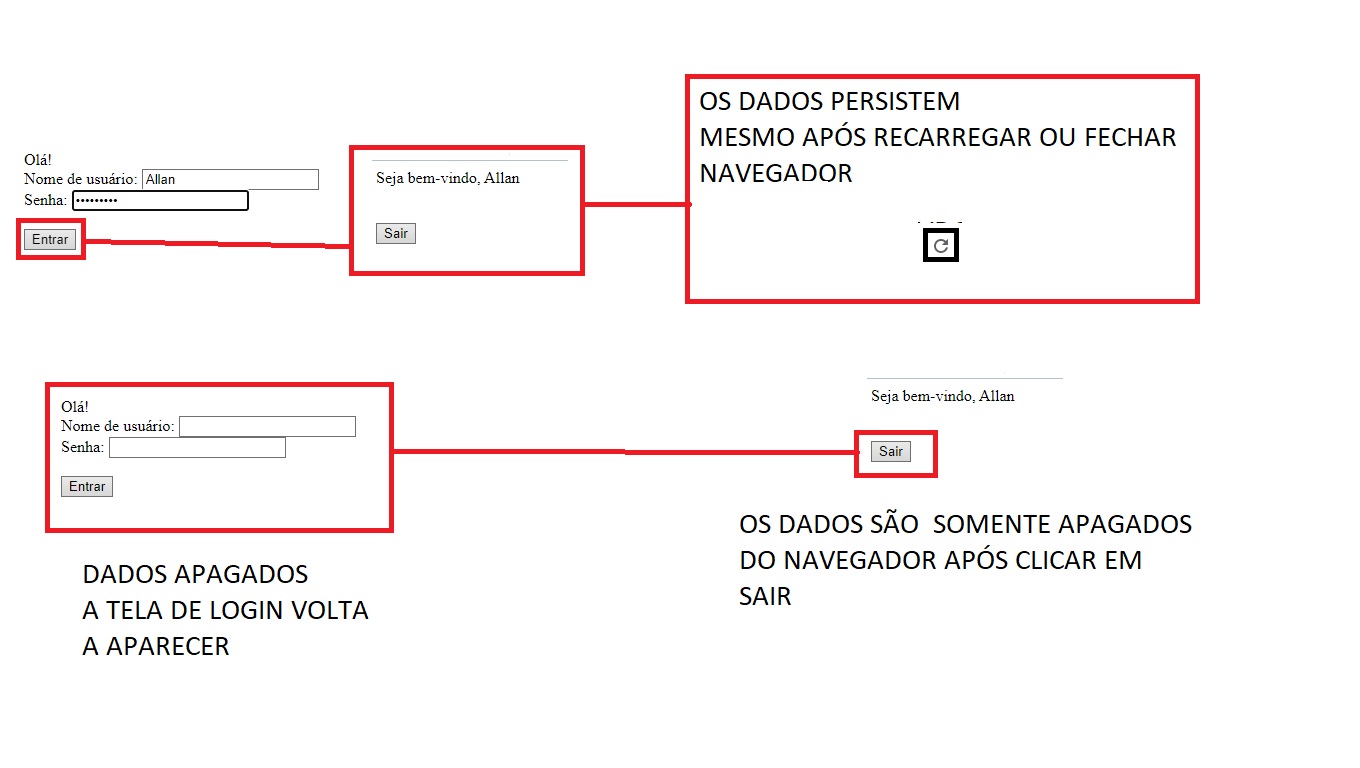 Olá!
Nome de usuário: Allan
Senha: •••••••••
Entrar
Seja bem-vindo, Allan
Sair
OS DADOS PERSISTEM
MESMO APÓS RECARREGAR OU FECHAR
NAVEGADOR
Olá!
Nome de usuário:
Senha:
Entrar
DADOS APAGADOS
A TELA DE LOGIN VOLTA
A APARECER
Seja bem-vindo, Allan
Sair
OS DADOS SÃO SOMENTE APAGADOS
DO NAVEGADOR APÓS CLICAR EM
SAIR